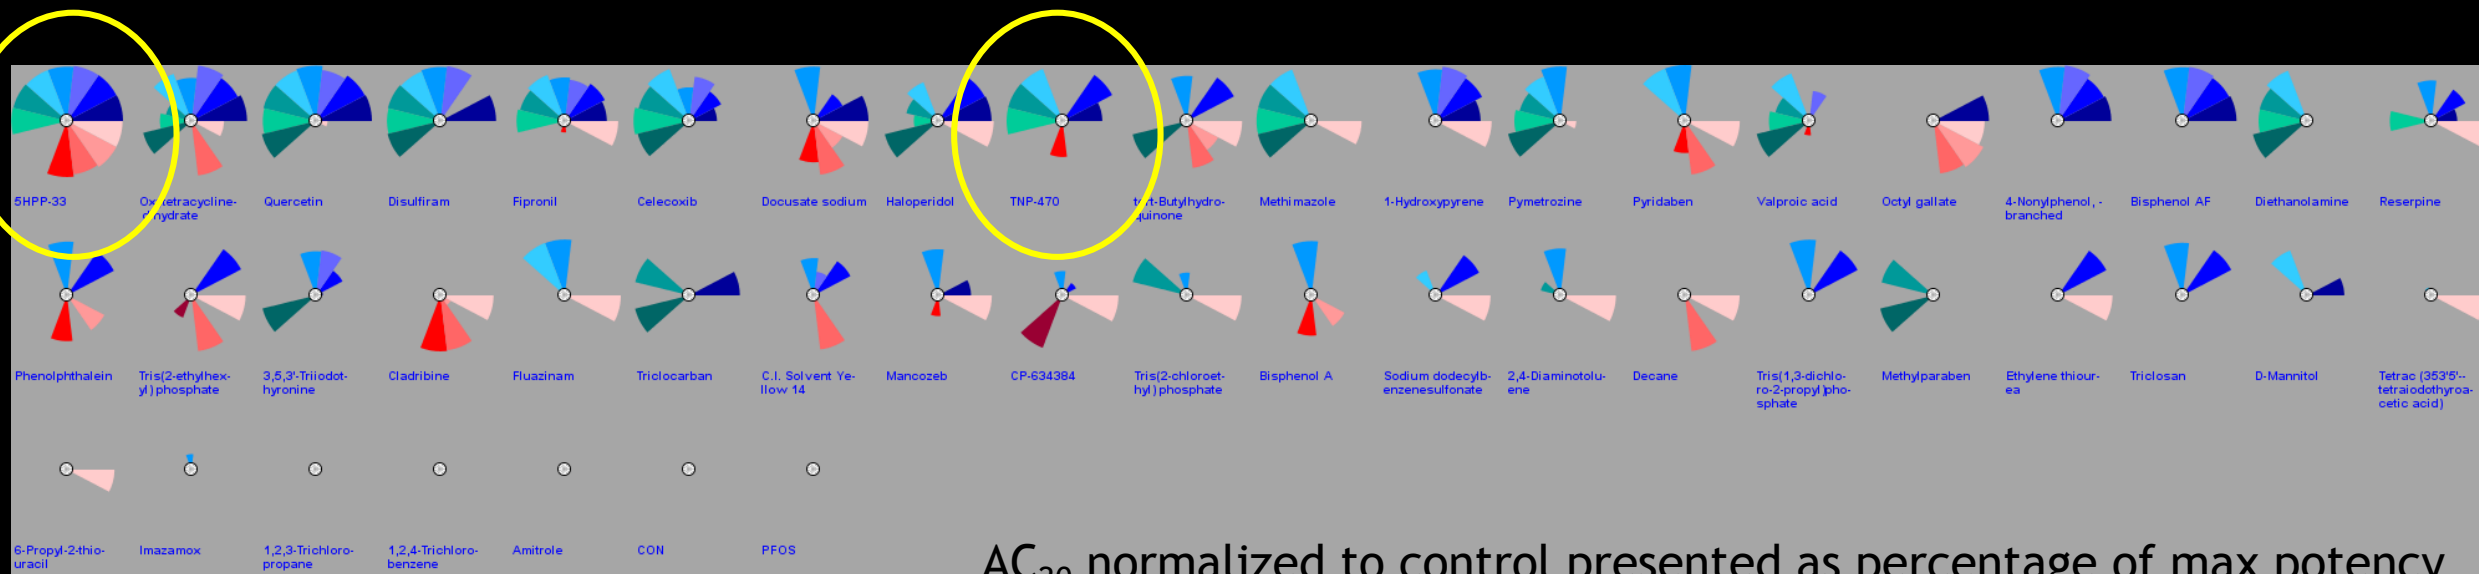 5HPP-33
Oxytetracycline-
dihydrate
Quercetin
Disulfiram
Fipronil
Celecoxib
Docusate sodium
Haloperidol
TNP-470
tert-Butylhydro-
quinone
Methimazole
1-Hydroxypyrene
Pymetrozine
Pyridaben
Valproic acid
Octyl gallate
4-Nonylphenol, -
branched
Bisphenol AF
Diethanolamine
Reserpine
Phenolphthalein
Tris(2-ethylhex-
yl) phosphate
3,5,3'-Triiodot-
hyronine
Cladribine
Fluazinam
Triclocarban
C.I. Solvent Ye-
llow 14
Mancozeb
CP-634384
Tris(2-chloroet-
hyl) phosphate
Bisphenol A
Sodium dodecylb-
enzenesulfonate
2,4-Diaminotolu-
ene
Decane
Tris(1,3-dichlo-
ro-2-propyl)pho-
sphate
Methylparaben
Ethylene thiour-
ea
Triclosan
D-Mannitol
Tetrac (353'5'--
tetraiodothyroa-
cetic acid)
6-Propyl-2-thio-
uracil
Imazamox
1,2,3-Trichloro-
propane
1,2,4-Trichloro-
benzene
Amitrole
CON
PFOS
AC₃₀ normalized to control presented as percentage of max potency